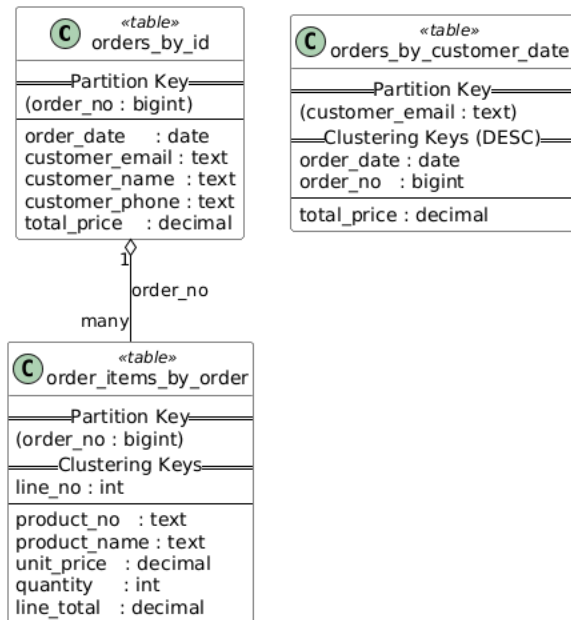 C
«table»
orders_by_id
Partition Key
(order_no : bigint)
order_date : date
customer_email : text
customer_name : text
customer_phone : text
total_price : decimal
C
«table»
orders_by_customer_date
Partition Key
(customer_email : text)
Clustering Keys (DESC)
order_date : date
order_no : bigint
total_price : decimal
1
order_no
many
C
«table»
order_items_by_order
Partition Key
(order_no : bigint)
Clustering Keys
line_no : int
product_no : text
product_name : text
unit_price : decimal
quantity : int
line_total : decimal